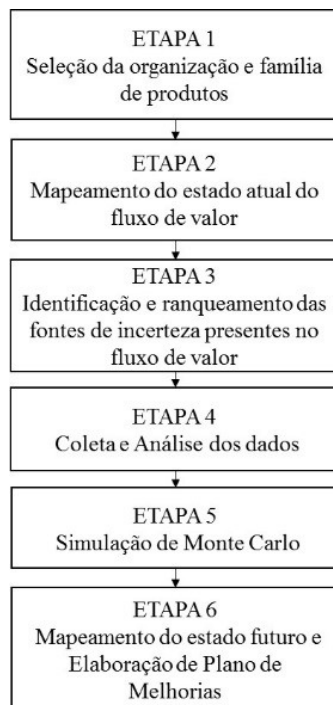 ETAPA 1
Seleção da organização e família
de produtos
ETAPA 2
Mapeamento do estado atual do
fluxo de valor
ETAPA 3
Identificação e ranqueamento das
fontes de incerteza presentes no
fluxo de valor
ETAPA 4
Coleta e Análise dos dados
ETAPA 5
Simulação de Monte Carlo
ETAPA 6
Mapeamento do estado futuro e
Elaboração de Plano de
Melhorias